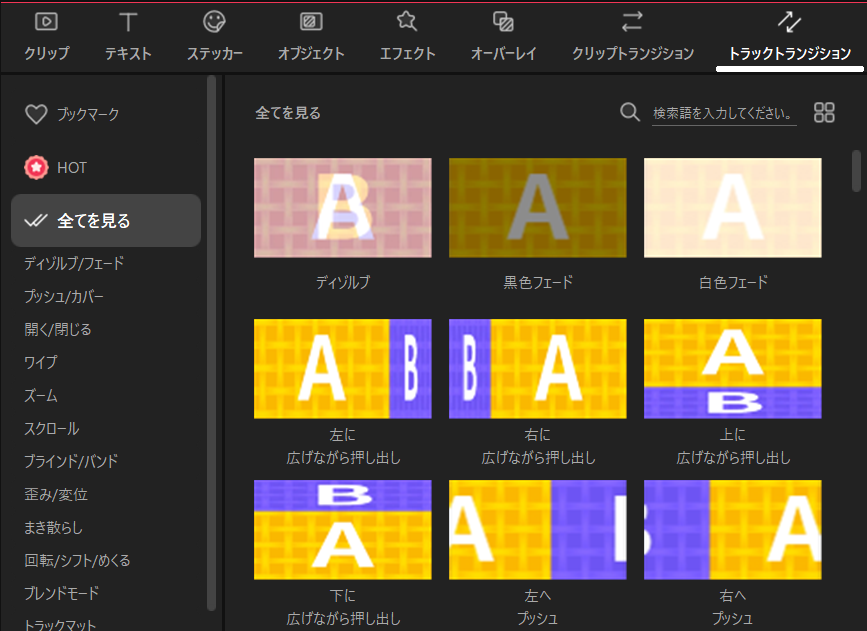 クリップ
テキスト
ステッカー
オブジェクト
エフェクト
オーバーレイ
クリップトランジション
トラックトランジション
ブックマーク
HOT
全てを見る
ディゾルブ/フェード
プッシュ/カバー
開く/閉じる
ワイプ
ズーム
スクロール
ブラインド/バンド
歪み/変位
まき散らし
回転/シフト/めくる
ブレンドモード
トラックマット
全てを見る
検索語を入力してください。
A B
A
A
ディゾルブ
黒色フェード
白色フェード
A B
B A
A
B
左に
広げながら押し出し
右に
広げながら押し出し
上に
広げながら押し出し
B
A
A B
B A
下に
広げながら押し出し
左へ
プッシュ
右へ
プッシュ